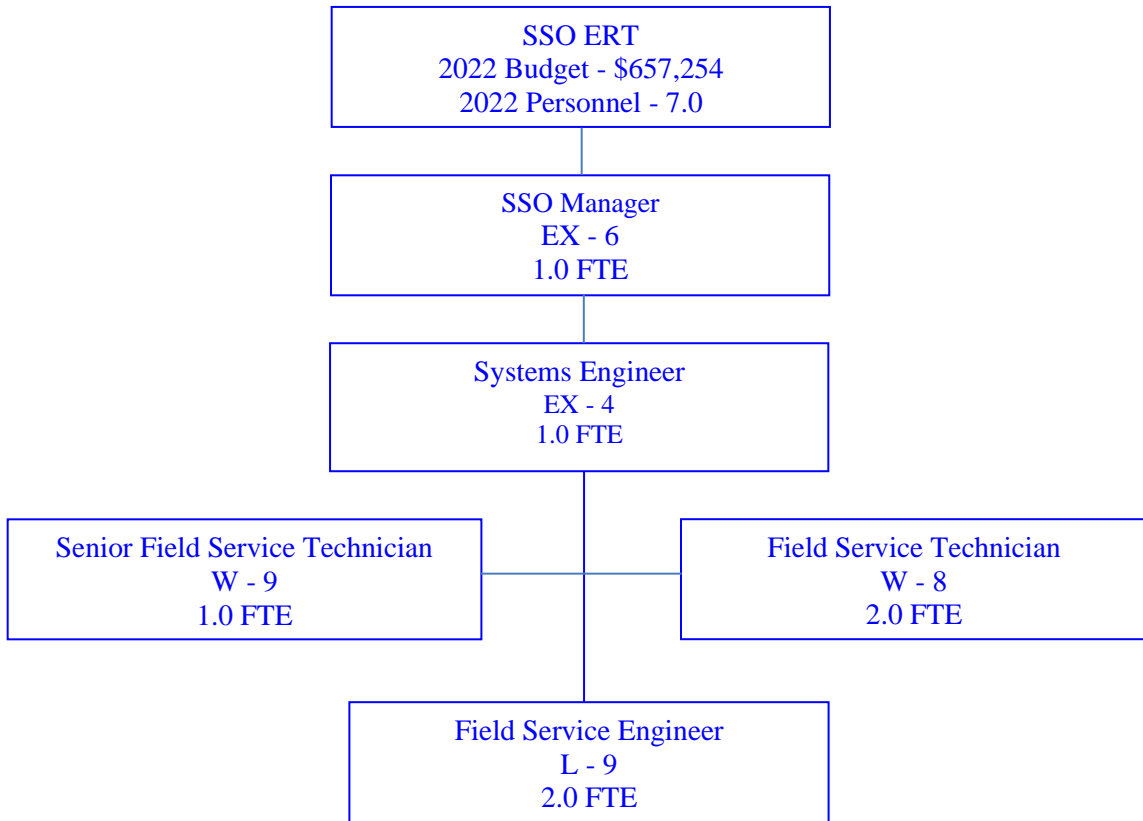 SSO ERT
2022 Budget - $657,254
2022 Personnel - 7.0
SSO Manager
EX - 6
1.0 FTE
Systems Engineer
EX - 4
1.0 FTE
Senior Field Service Technician
W - 9
1.0 FTE
Field Service Technician
W - 8
2.0 FTE
Field Service Engineer
L - 9
2.0 FTE